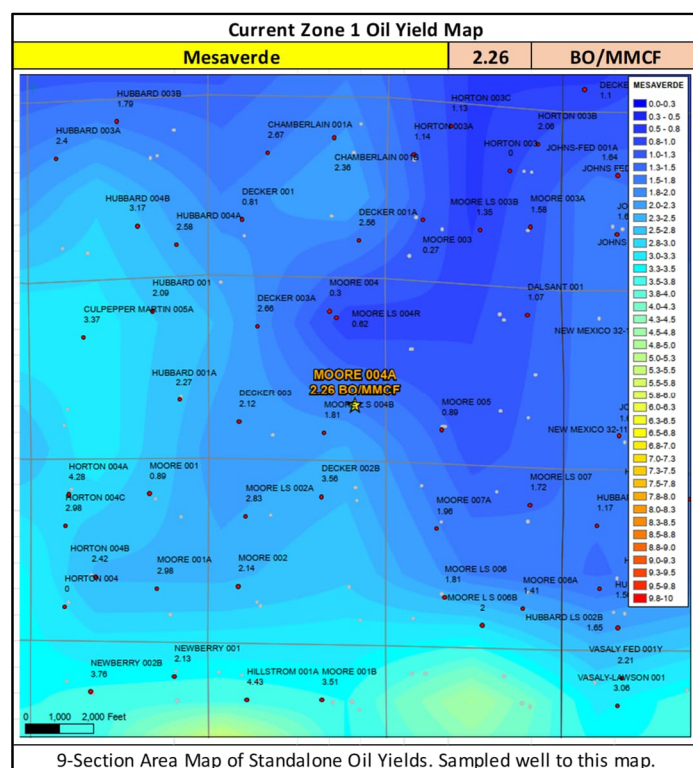 Current Zone 1 Oil Yield Map
Mesaverde 2.26 BO/MMCF
HUBBARD 003B
1.79
HUBBARD 003A
2.4
CHAMBERLAIN 001A
2.67
CHAMBERLAIN 001B
2.36
HORTON 003C
1.13
HORTON 003A
1.14
HORTON 003B
2.06
HORTON 003
0
1.1
JOHNS-FED 001A
1.64
JOHNS FED
HUBBARD 004B
3.17
HUBBARD 004A
2.58
DECKER 001
0.81
DECKER 001A
2.56
MOORE LS 003B
1.35
MOORE 003A
1.58
MOORE 003
0.27
JOHNS
HUBBARD 001
2.09
CULPEPPER MARTIN 005A
3.37
DECKER 003A
2.66
MOORE 004
0.3
MOORE LS 004R
0.62
DALSANT 001
1.07
NEW MEXICO 32-1
MOORE 004A
2.26 BO/MMCF
HUBBARD 001A
2.27
DECKER 003
2.12
MOORE LS 004B
1.81
MOORE 005
0.89
NEW MEXICO 32-11
HORTON 004A
4.28
HORTON 004C
2.98
MOORE 001
0.89
MOORE LS 002A
2.83
DECKER 002B
3.56
MOORE 007A
1.96
MOORE LS 007
1.72
1.17
HORTON 004B
2.42
HORTON 004
0
MOORE 001A
2.98
MOORE 002
2.14
MOORE LS 006
1.81
MOORE L S 006B
2
MOORE 006A
1.41
HUBBARD LS 002B
1.65
NEWBERRY 002B
3.76
NEWBERRY 001
2.13
HILLSTROM 001A
4.43
MOORE 001B
3.51
VASALY FED 001Y
2.21
VASALY-LAWSON 001
3.06
MESAVERDE
0.0-0.3
0.3 - 0.5
0.5 - 0.8
0.8-1.0
1.0-1.3
1.3-1.5
1.5-1.8
1.8-2.0
2.0-2.3
2.3-2.5
2.5-2.8
2.8-3.0
3.0-3.3
3.3-3.5
3.5-3.8
3.8-4.0
4.0-4.3
4.3-4.5
4.5-4.8
4.8-5.0
5.0-5.3
5.3-5.5
5.5-5.8
5.8-6.0
6.0-6.3
6.3-6.5
6.5-6.8
6.8-7.0
7.0-7.3
7.3-7.5
7.5-7.8
7.8-8.0
8.0-8.3
8.3-8.5
8.5-8.8
8.8-9.0
9.0-9.3
9.3-9.5
9.5-9.8
9.8-10
0 1,000 2,000 Feet
9-Section Area Map of Standalone Oil Yields. Sampled well to this map.